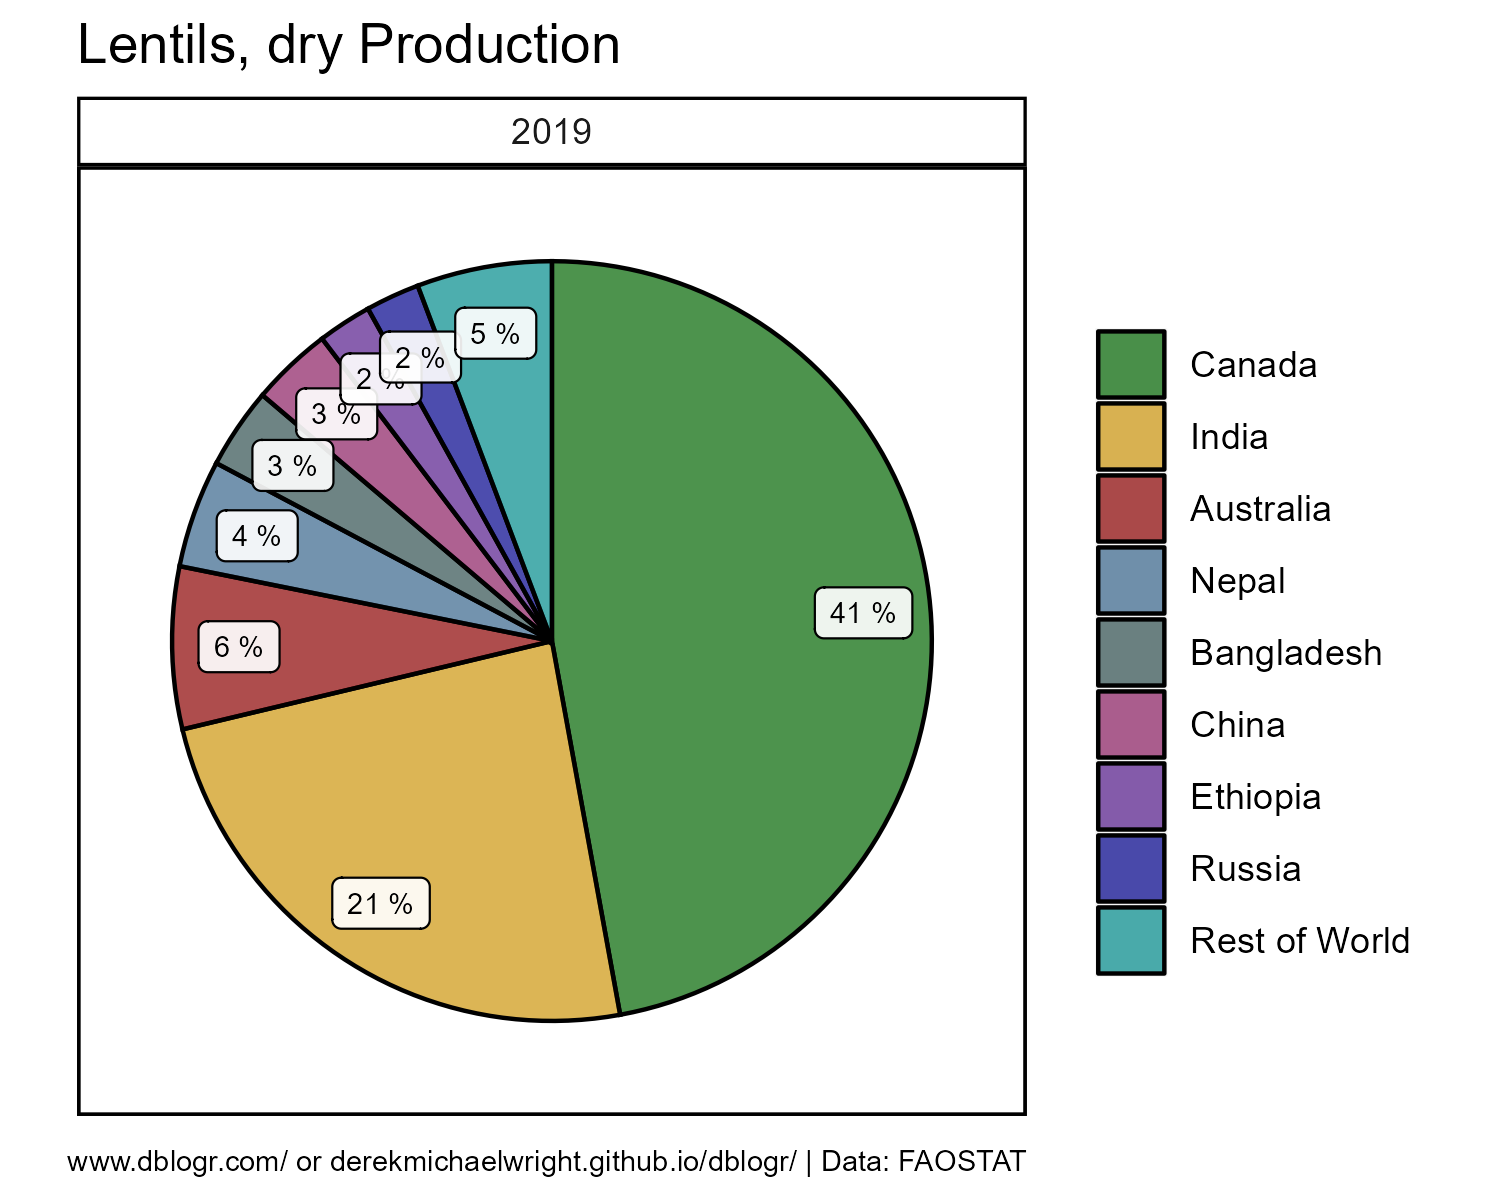 Lentils, dry Production
2019
5 %
2 %
2 %
3 %
3 %
4 %
6 %
41 %
21 %
Canada
India
Australia
Nepal
Bangladesh
China
Ethiopia
Russia
Rest of World
www.dblogr.com/ or derekmichaelwright.github.io/dblogr/ | Data: FAOSTAT